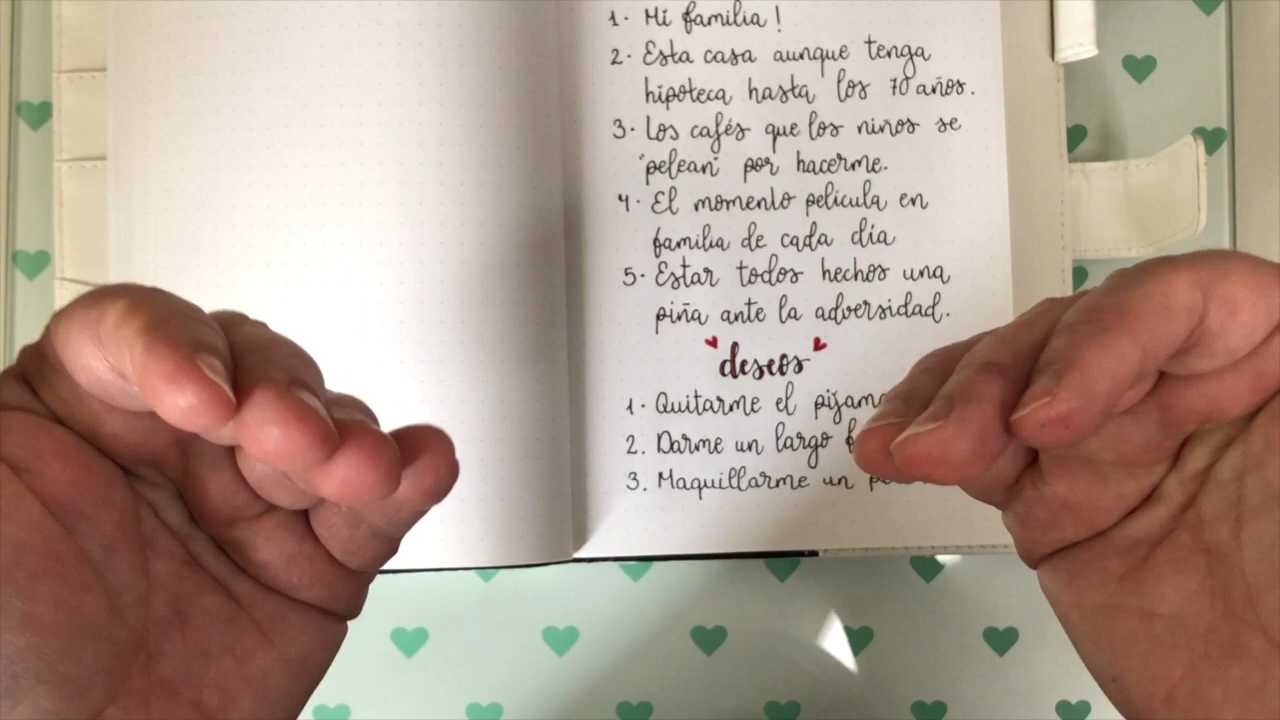 1. Mi familia!
2. Esta casa aunque tenga
hipoteca hasta los 70 años.
3. Los cafés que los niños se
"pelean" por hacerme.
4. El momento película en
familia de cada día
5. Estar todos hechos una
piña ante la adversidad.
deseos
1. Quitarme el pijama
2. Darme un largo
3. Maquillarme un